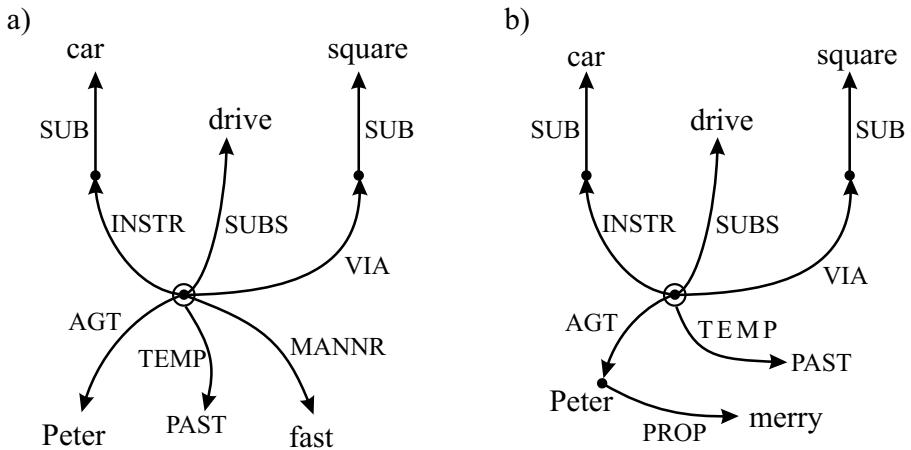 a)
car
square
SUB
drive
SUB
INSTR
SUBS
VIA
AGT
TEMP
MANNR
Peter
PAST
fast
b)
car
square
SUB
drive
SUB
INSTR
SUBS
VIA
AGT
TEMP
PAST
Peter
PROP
merry